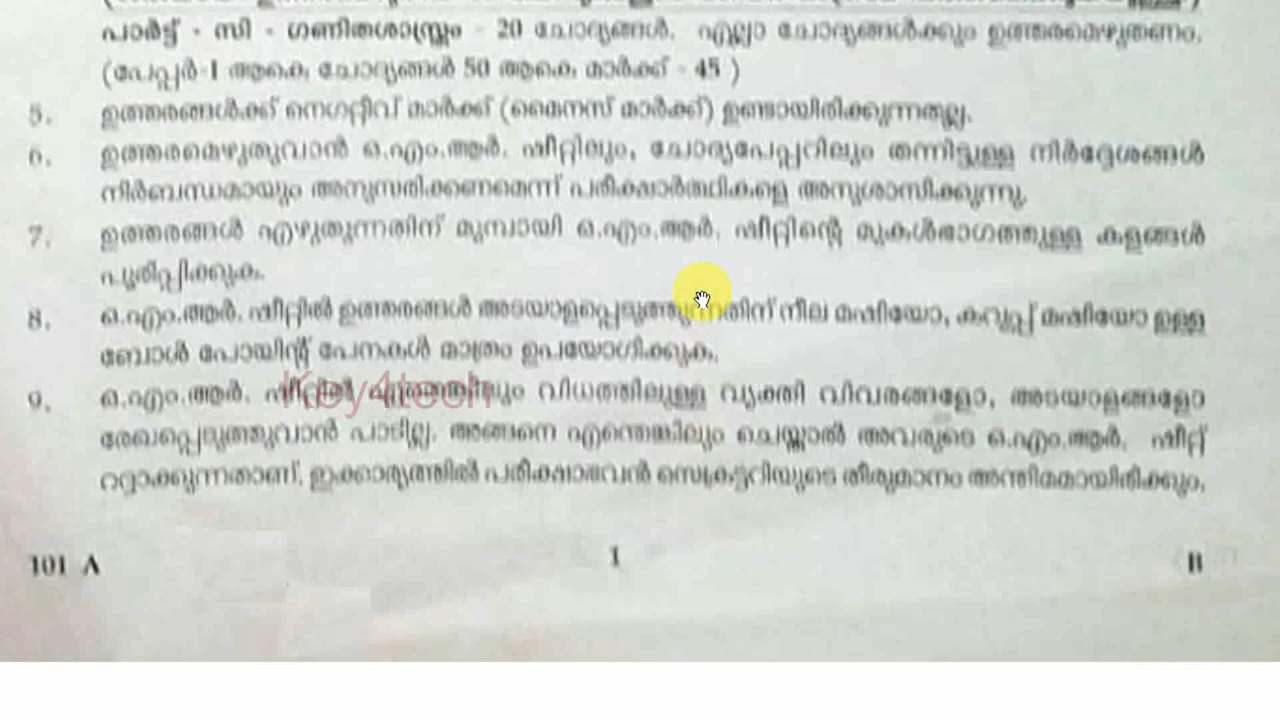 പാർട്ട് - സി - ഗണിതശാസ്ത്രം - 20 ചോദ്യങ്ങൾ. എല്ലാ ചോദ്യങ്ങൾക്കും ഉത്തരമെഴുതണം.
(പേപ്പർ-1 ആകെ ചോദ്യങ്ങൾ 50 ആകെ മാർക്ക് - 45 )
5. ഉത്തരങ്ങൾക്ക് നെഗറ്റീവ് മാർക്ക് (മൈനസ് മാർക്ക്) ഉണ്ടായിരിക്കുന്നതല്ല.
6. ഉത്തരമെഴുതുവാൻ ഒ.എം.ആർ. ഷീറ്റിലും, ചോദ്യപേപ്പറിലും തന്നിട്ടുള്ള നിർദ്ദേശങ്ങൾ
നിർബന്ധമായും അനുസരിക്കണമെന്ന് പരീക്ഷാർത്ഥികളെ അനുശാസിക്കുന്നു.
7. ഉത്തരങ്ങൾ എഴുതുന്നതിന് മുമ്പായി ഒ.എം.ആർ. ഷീറ്റിന്റെ മുകൾഭാഗത്തുള്ള കളങ്ങൾ
പൂരിപ്പിക്കുക.
8. ഒ.എം.ആർ. ഷീറ്റിൽ ഉത്തരങ്ങൾ അടയാളപ്പെടുത്തുന്നതിന് നീല മഷിയോ, കറുപ്പ് മഷിയോ ഉള്ള
ബോൾ പോയിന്റ് പേനകൾ മാത്രം ഉപയോഗിക്കുക.
9. ഒ.എം.ആർ. ഷീറ്റിൽ ഏതെങ്കിലും വിധത്തിലുള്ള വ്യക്തി വിവരങ്ങളോ, അടയാളങ്ങളോ
രേഖപ്പെടുത്തുവാൻ പാടില്ല. അങ്ങനെ എന്തെങ്കിലും ചെയ്താൽ അവരുടെ ഒ.എം.ആർ. ഷീറ്റ്
റദ്ദാക്കുന്നതാണ്. ഇക്കാര്യത്തിൽ പരീക്ഷാഭവൻ സെക്രട്ടറിയുടെ തീരുമാനം അന്തിമമായിരിക്കും.
Key4tech
101 A 1 B